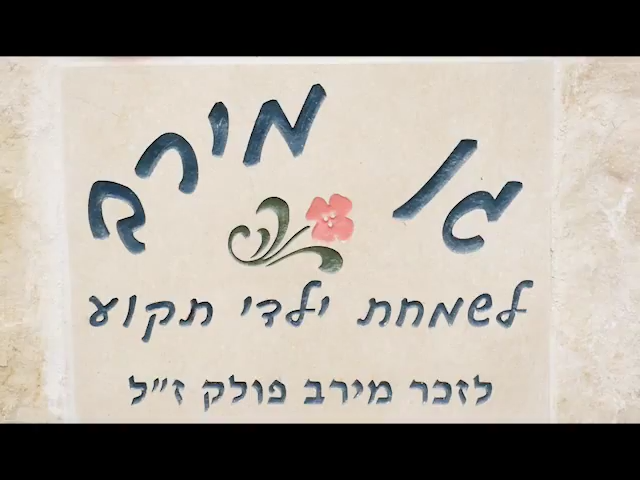 גן מירב
לשמחת ילדי תקוע
לזכר מירב פולק ז״ל